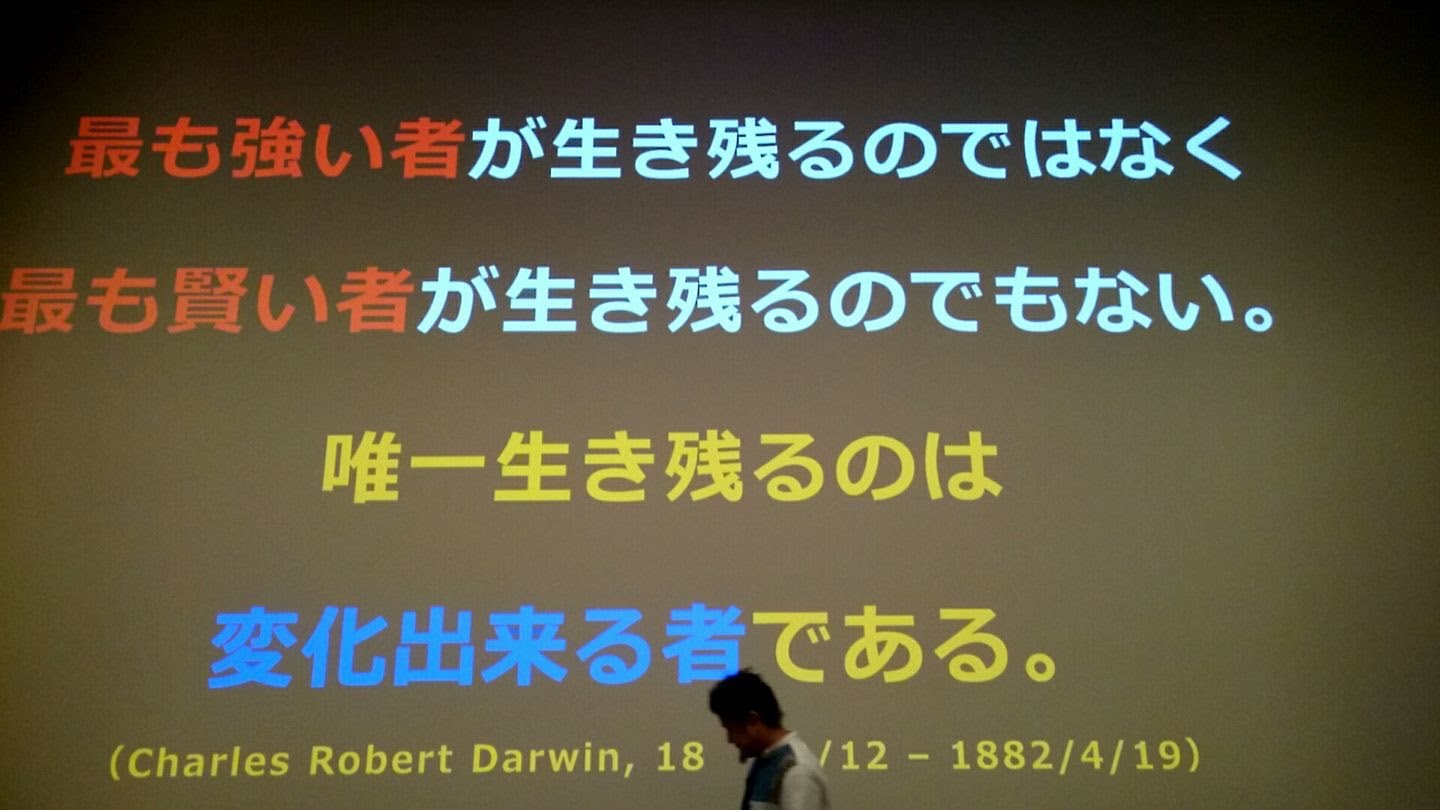 最も強い者が生き残るのではなく
最も賢い者が生き残るのでもない。
唯一生き残るのは
変化出来る者である。
(Charles Robert Darwin, 18 /12 – 1882/4/19)